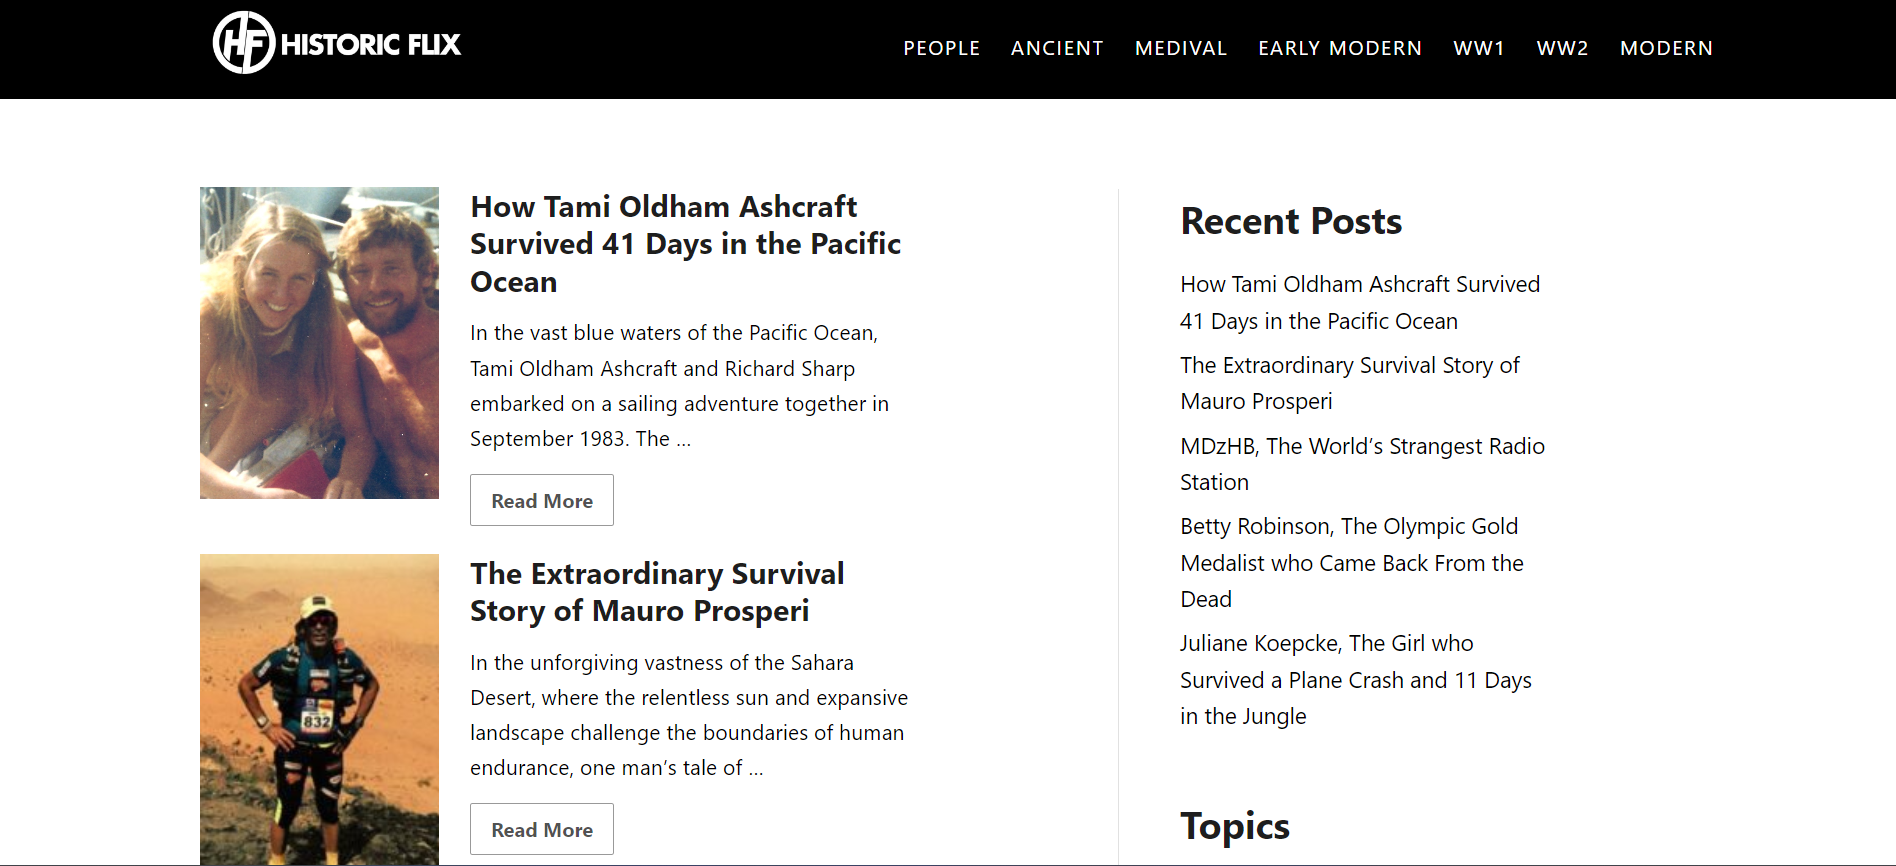 HF HISTORIC FLIX
PEOPLE ANCIENT MEDIVAL EARLY MODERN WW1 WW2 MODERN
How Tami Oldham Ashcraft
Survived 41 Days in the Pacific
Ocean
In the vast blue waters of the Pacific Ocean,
Tami Oldham Ashcraft and Richard Sharp
embarked on a sailing adventure together in
September 1983. The ...
Read More
832
The Extraordinary Survival
Story of Mauro Prosperi
In the unforgiving vastness of the Sahara
Desert, where the relentless sun and expansive
landscape challenge the boundaries of human
endurance, one man’s tale of ...
Read More
Recent Posts
How Tami Oldham Ashcraft Survived
41 Days in the Pacific Ocean
The Extraordinary Survival Story of
Mauro Prosperi
MDzHB, The World’s Strangest Radio
Station
Betty Robinson, The Olympic Gold
Medalist who Came Back From the
Dead
Juliane Koepcke, The Girl who
Survived a Plane Crash and 11 Days
in the Jungle
Topics